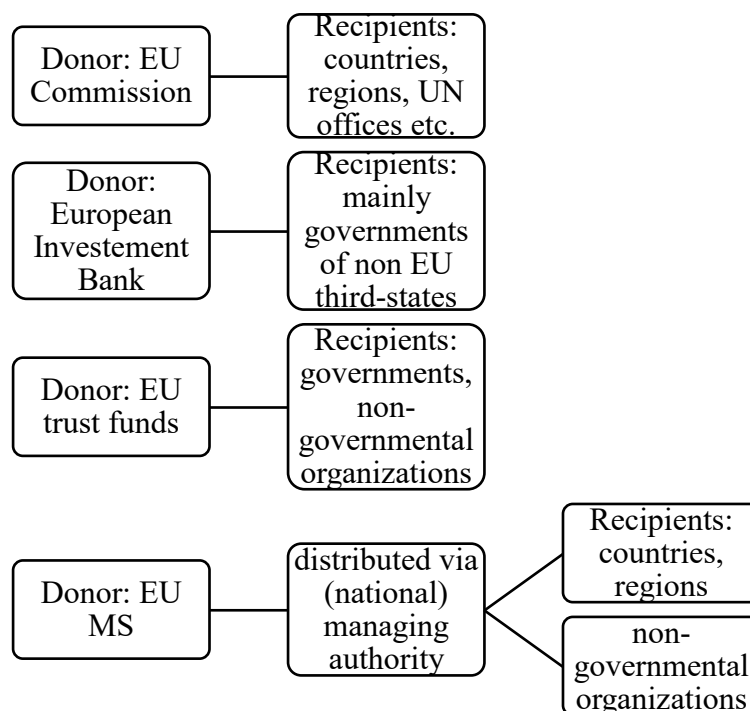 Donor: EU
Commission
Recipients:
countries,
regions, UN
offices etc.
Donor:
European
Investement
Bank
Recipients:
mainly
governments
of non EU
third-states
Donor: EU
trust funds
Recipients:
governments,
non-
governmental
organizations
Donor: EU
MS
distributed via
(national)
managing
authority
Recipients:
countries,
regions
non-
governmental
organizations